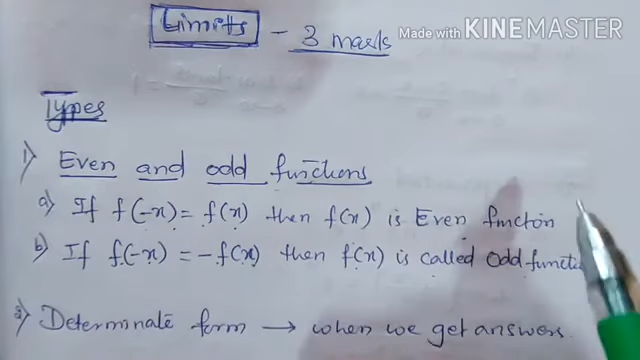 Limits - 3 marks
Made with KINEMASTER
Types
1) Even and odd functions
a) If f(-x) = f(x) then f(x) is Even function
b) If f(-x) = -f(x) then f(x) is called odd functi
2) Determinate form → when we get answers.